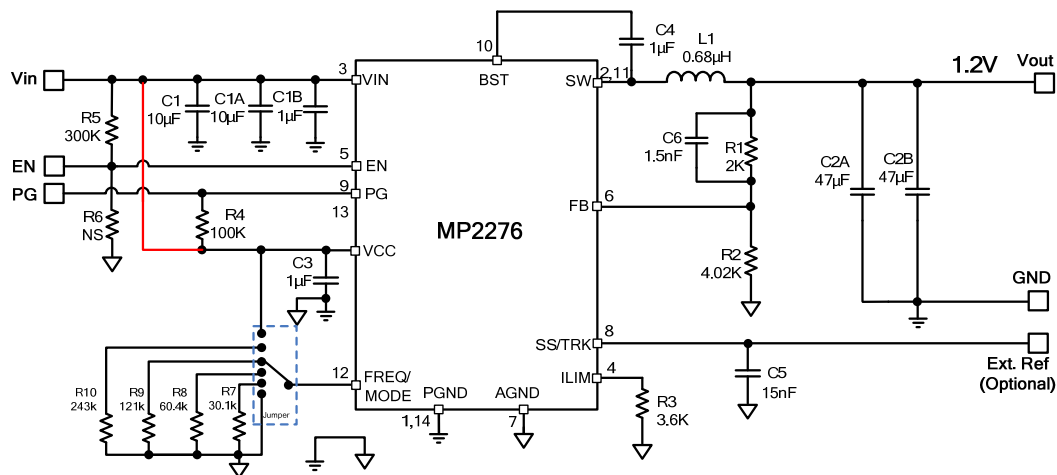 10
C4
1µF
L1
0.68µH
Vin
3
VIN
BST
SW
2,11
1.2V
Vout
C1
10µF
C1A
10µF
C1B
1µF
R5
300K
C6
1.5nF
R1
2K
C2A
47µF
C2B
47µF
EN
5
EN
PG
9
PG
6
FB
13
R6
NS
R4
100K
MP2276
VCC
R2
4.02K
C3
1µF
GND
8
SS/TRK
Ext. Ref
(Optional)
4
ILIM
C5
15nF
12
FREQ/
MODE
R10
243k
R9
121k
R8
60.4k
R7
30.1k
Jumper
PGND
AGND
1,14
7
R3
3.6K